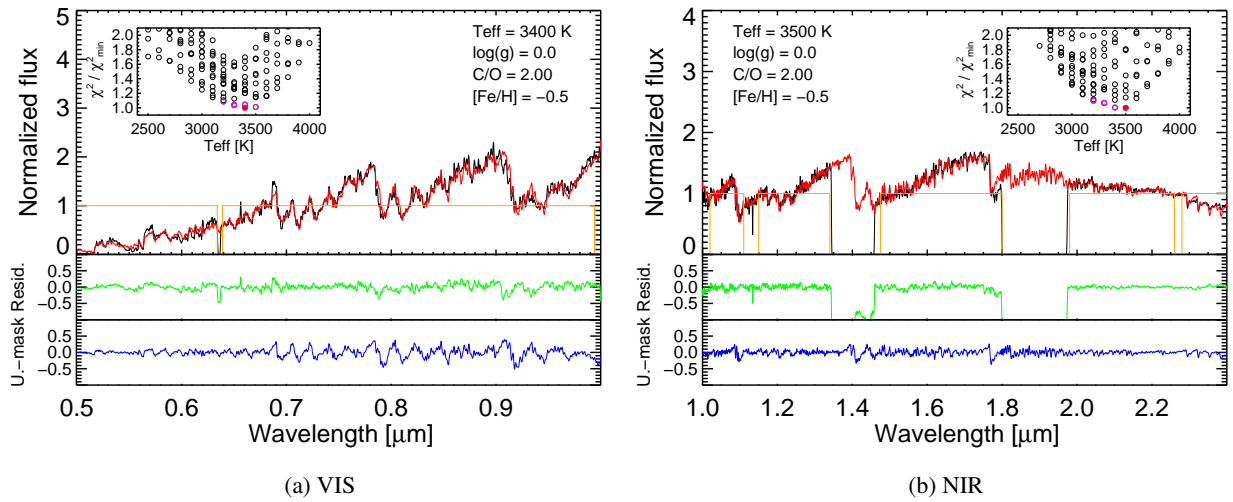 5
4
3
2
1
0
Normalized flux
2.0
1.8
1.6
1.4
1.2
1.0
χ² / χ²min
2500 3000 3500 4000
Teff [K]
Teff = 3400 K
log(g) = 0.0
C/O = 2.00
[Fe/H] = −0.5
0.5
0.0
−0.5
Resid.
0.5
0.0
−0.5
U.−mask
0.5 0.6 0.7 0.8 0.9
Wavelength [μm]
(a) VIS
4
3
2
1
0
Normalized flux
Teff = 3500 K
log(g) = 0.0
C/O = 2.00
[Fe/H] = −0.5
2.0
1.8
1.6
1.4
1.2
1.0
χ² / χ²min
2500 3000 3500 4000
Teff [K]
0.5
0.0
−0.5
Resid.
0.5
0.0
−0.5
U.−mask
1.0 1.2 1.4 1.6 1.8 2.0 2.2
Wavelength [μm]
(b) NIR